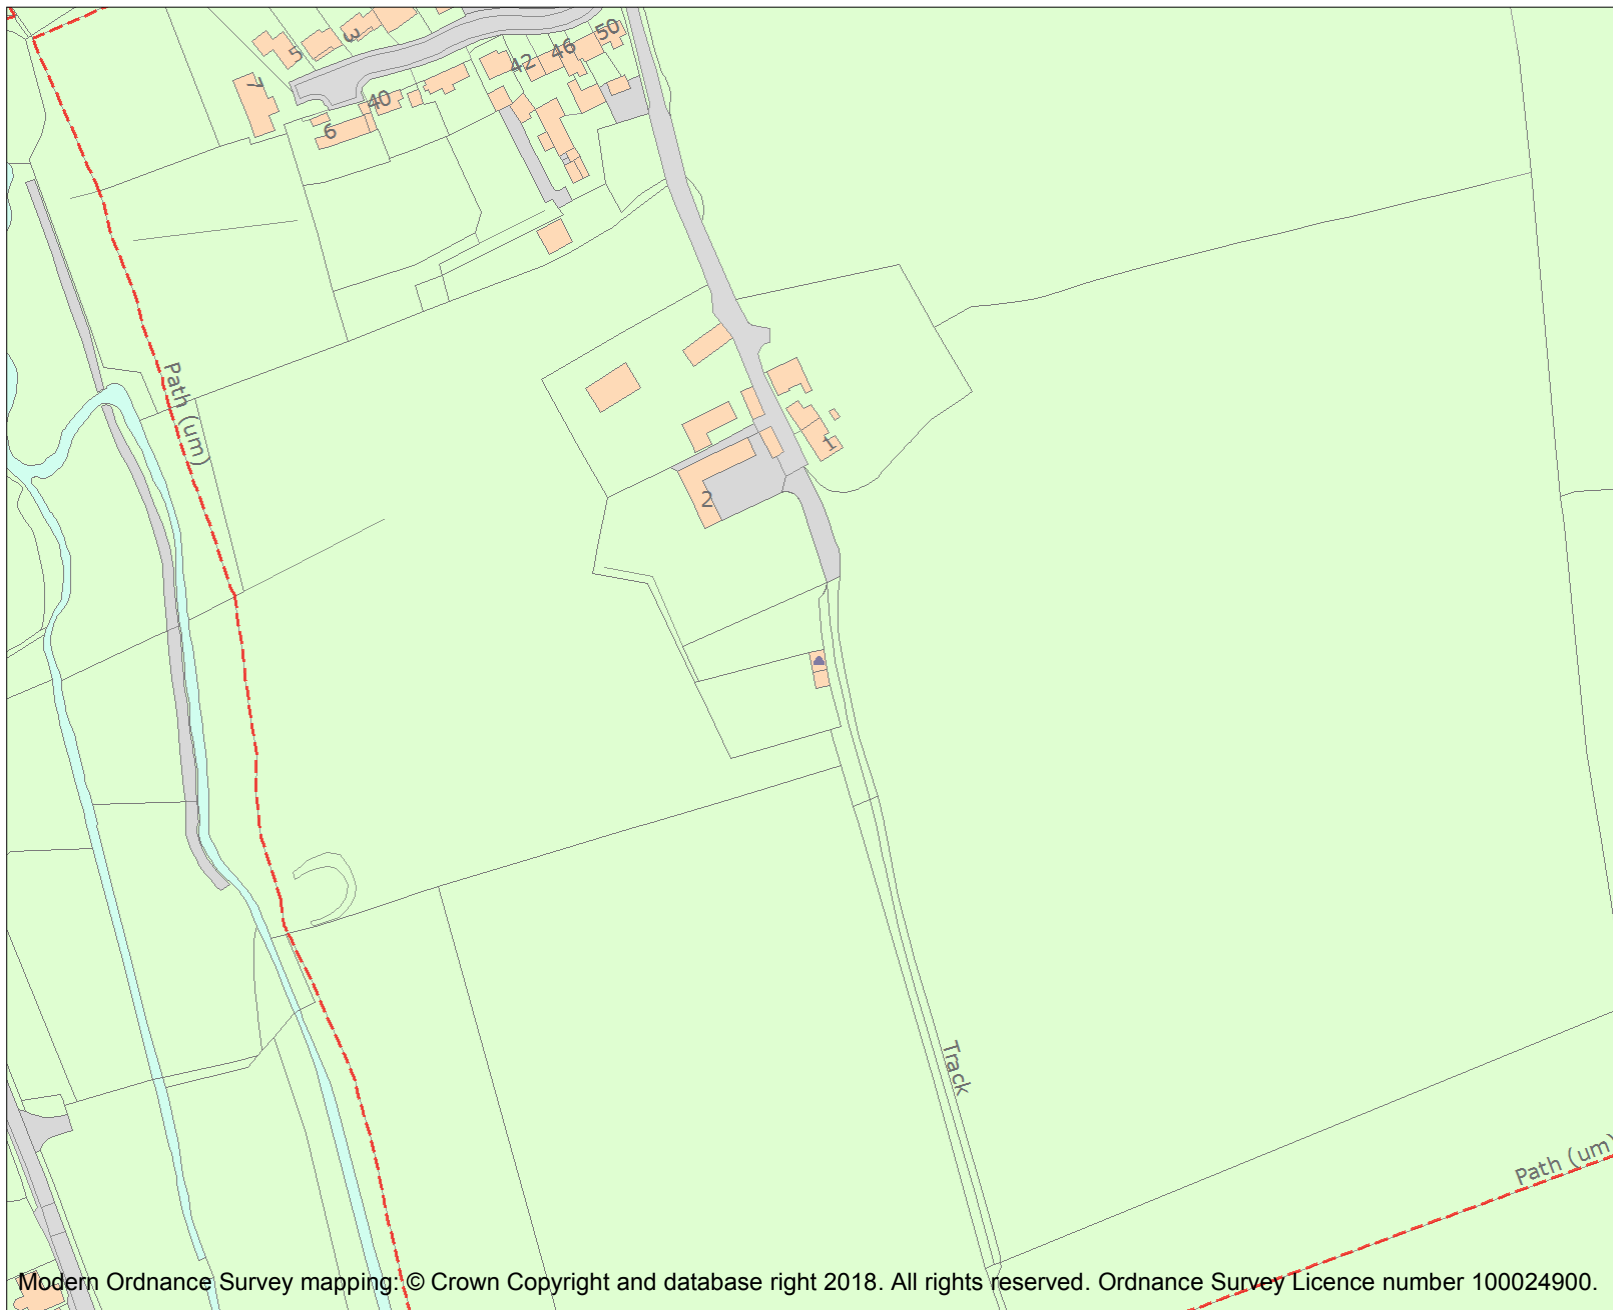 50
3
46
5
42
7
40
6
Path (um)
1
2
Track
Path (um)
Modern Ordnance Survey mapping: © Crown Copyright and database right 2018. All rights reserved. Ordnance Survey Licence number 100024900.